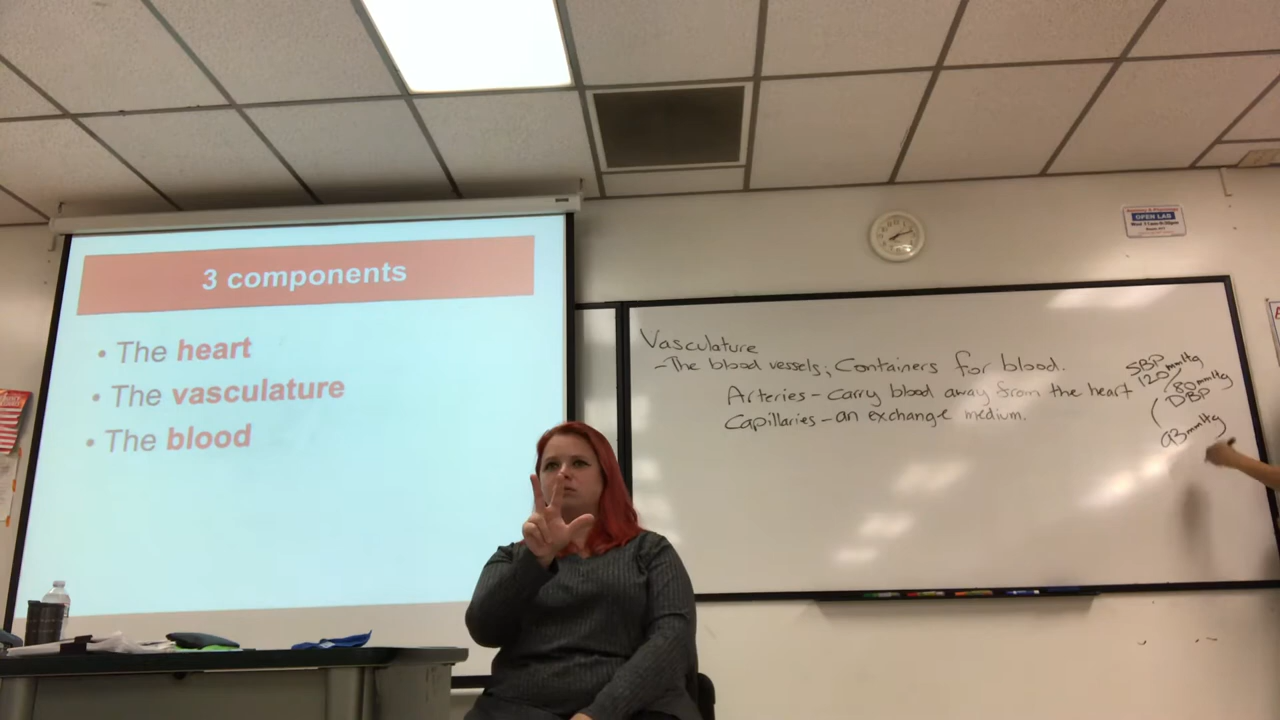 3 components
• The heart
• The vasculature
• The blood
OPEN LAB
Vasculature
-The blood vessels; Containers for blood.
Arteries - Carry blood away from the heart
Capillaries - an exchange medium.
SBP
120 mmHg
80 mmHg
DBP
93 mmHg